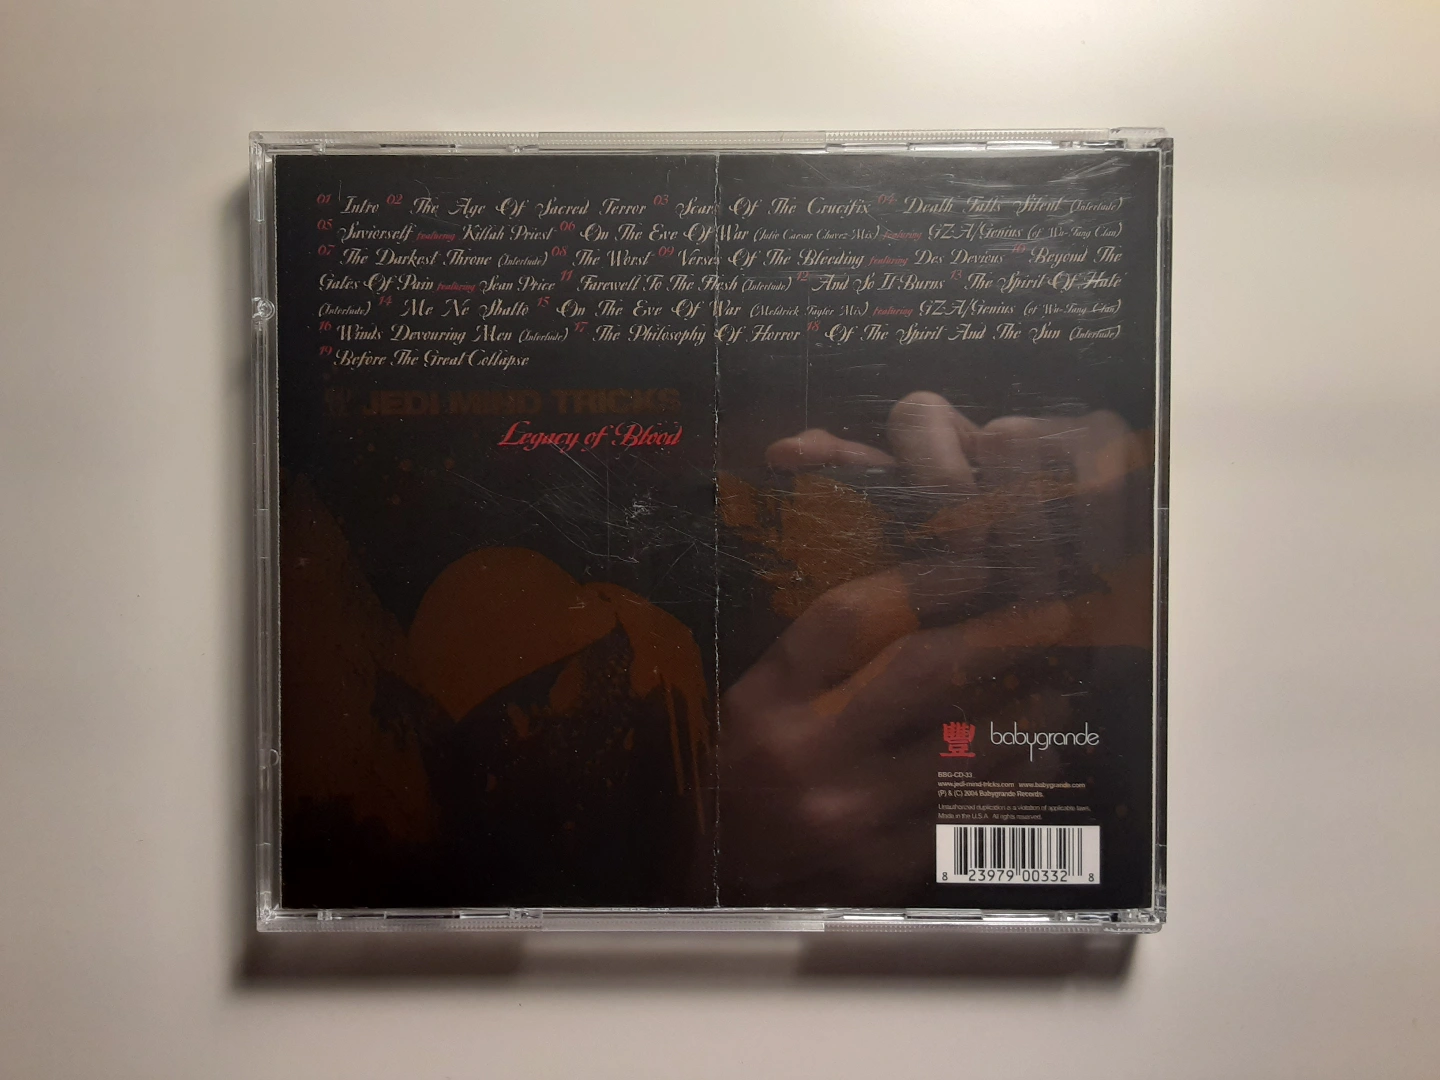 01 Intro 02 The Age Of Sacred Terror 03 Scars Of The Crucifix 04 Death Falls Silent (Interlude)
05 Saviorself featuring Killah Priest 06 On The Eve Of War (Julio Caesar Chavez Mix) featuring GZA/Genius (of Wu-Tang Clan)
07 The Darkest Throne (Interlude) 08 The Worst 09 Verses Of The Bleeding featuring Des Devious 10 Beyond The
Gates Of Pain featuring Sean Price 11 Farewell To The Flesh (Interlude) 12 And So It Burns 13 The Spirit Of Hate
(Interlude) 14 Me Ne Shalto 15 On The Eve Of War (Meldrick Taylor Mix) featuring GZA/Genius (of Wu-Tang Clan)
16 Winds Devouring Men (Interlude) 17 The Philosophy Of Horror 18 Of The Spirit And The Sun (Interlude)
19 Before The Great Collapse
JEDI MIND TRICKS
Legacy of Blood
豐 babygrande
BBG-CD-33
www.jedi-mind-tricks.com www.babygrande.com
(P) & (C) 2004 Babygrande Records.
Unauthorized duplication is a violation of applicable laws.
Made in the U.S.A. All rights reserved.
8 23979 00332 8